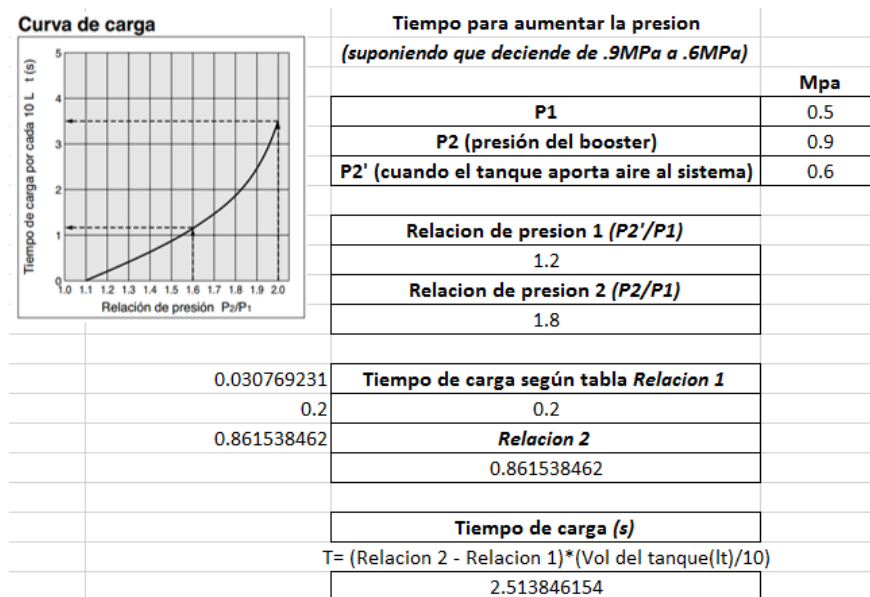 Curva de carga
Tiempo de carga por cada 10 L t (s)
5
4
3
2
1
0
1.0 1.1 1.2 1.3 1.4 1.5 1.6 1.7 1.8 1.9 2.0
Relación de presión P2/P1
Tiempo para aumentar la presion
(suponiendo que deciende de .9MPa a .6MPa)
Mpa
P1 0.5
P2 (presión del booster) 0.9
P2' (cuando el tanque aporta aire al sistema) 0.6
Relacion de presion 1 (P2'/P1)
1.2
Relacion de presion 2 (P2/P1)
1.8
0.030769231 Tiempo de carga según tabla Relacion 1
0.2 0.2
0.861538462 Relacion 2
0.861538462
Tiempo de carga (s)
T= (Relacion 2 - Relacion 1)*(Vol del tanque(lt)/10)
2.513846154